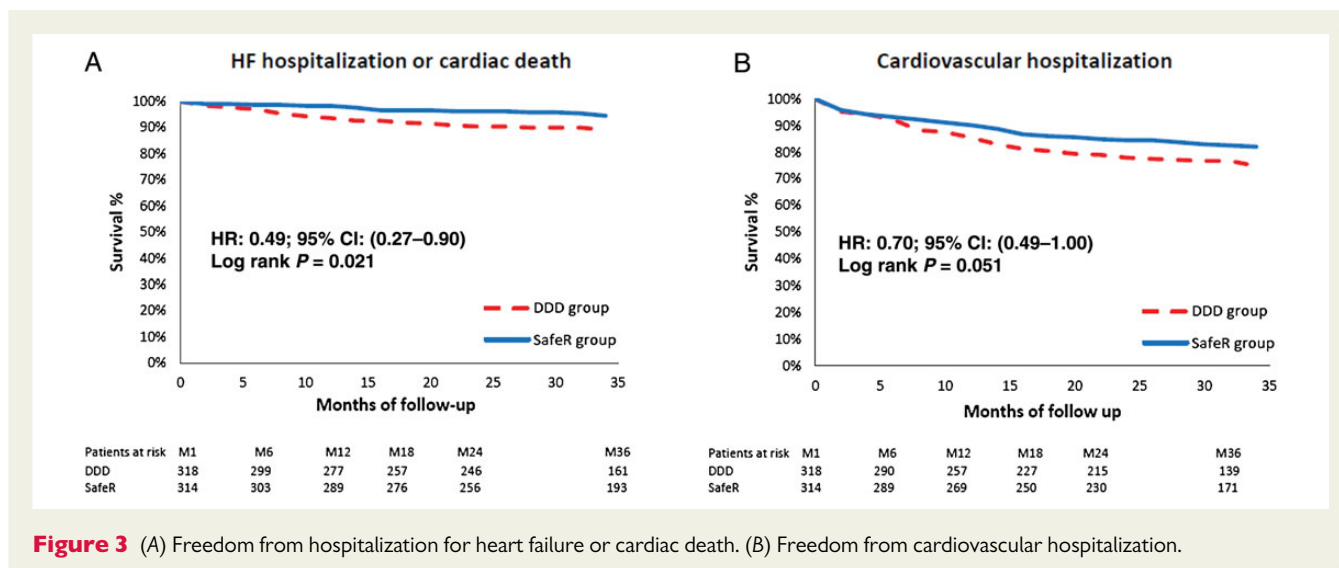 A
HF hospitalization or cardiac death
100%
90%
80%
70%
60%
50%
40%
30%
20%
10%
0%
Survival %
HR: 0.49; 95% CI: (0.27–0.90)
Log rank P = 0.021
DDD group
SafeR group
0 5 10 15 20 25 30 35
Months of follow-up
Patients at risk M1 M6 M12 M18 M24 M36
DDD 318 299 277 257 246 161
SafeR 314 303 289 276 256 193
B
Cardiovascular hospitalization
100%
90%
80%
70%
60%
50%
40%
30%
20%
10%
0%
Survival %
HR: 0.70; 95% CI: (0.49–1.00)
Log rank P = 0.051
DDD group
SafeR group
0 5 10 15 20 25 30 35
Months of follow up
Patients at risk M1 M6 M12 M18 M24 M36
DDD 318 290 257 227 215 139
SafeR 314 289 269 250 230 171
Figure 3 (A) Freedom from hospitalization for heart failure or cardiac death. (B) Freedom from cardiovascular hospitalization.